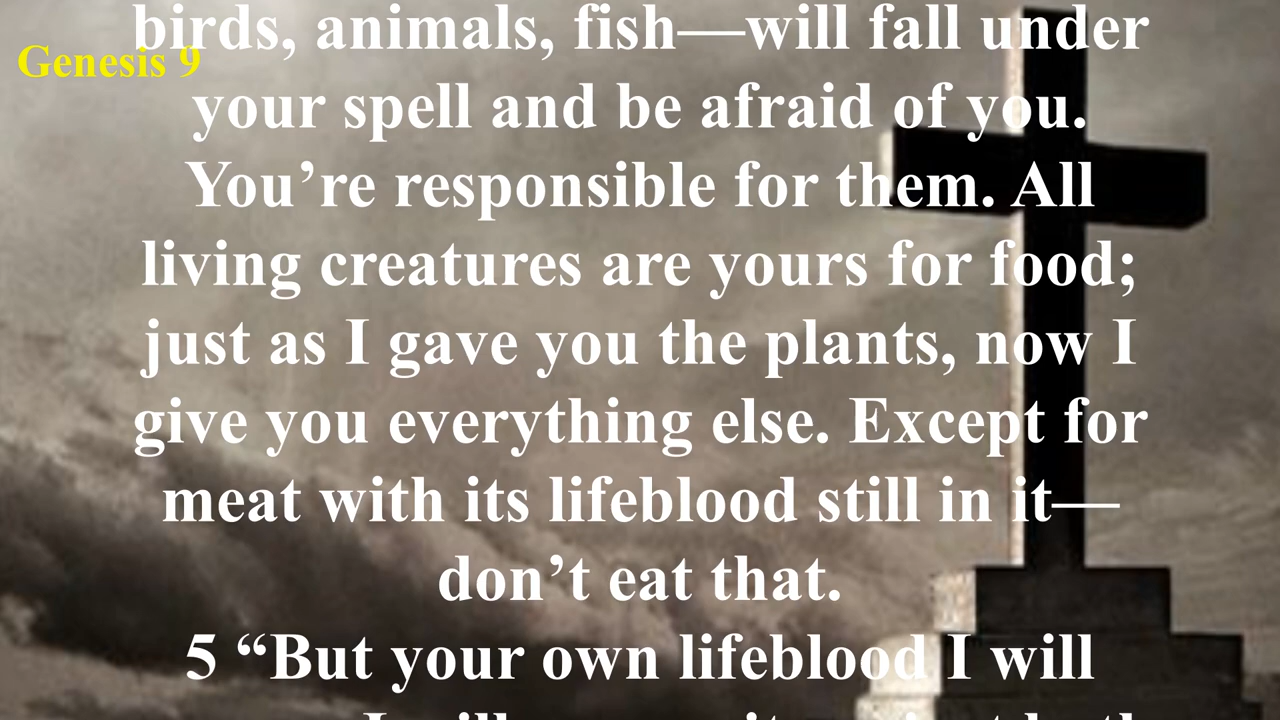 birds, animals, fish—will fall under
Genesis 9
your spell and be afraid of you.
You’re responsible for them. All
living creatures are yours for food;
just as I gave you the plants, now I
give you everything else. Except for
meat with its lifeblood still in it—
don’t eat that.
5 “But your own lifeblood I will